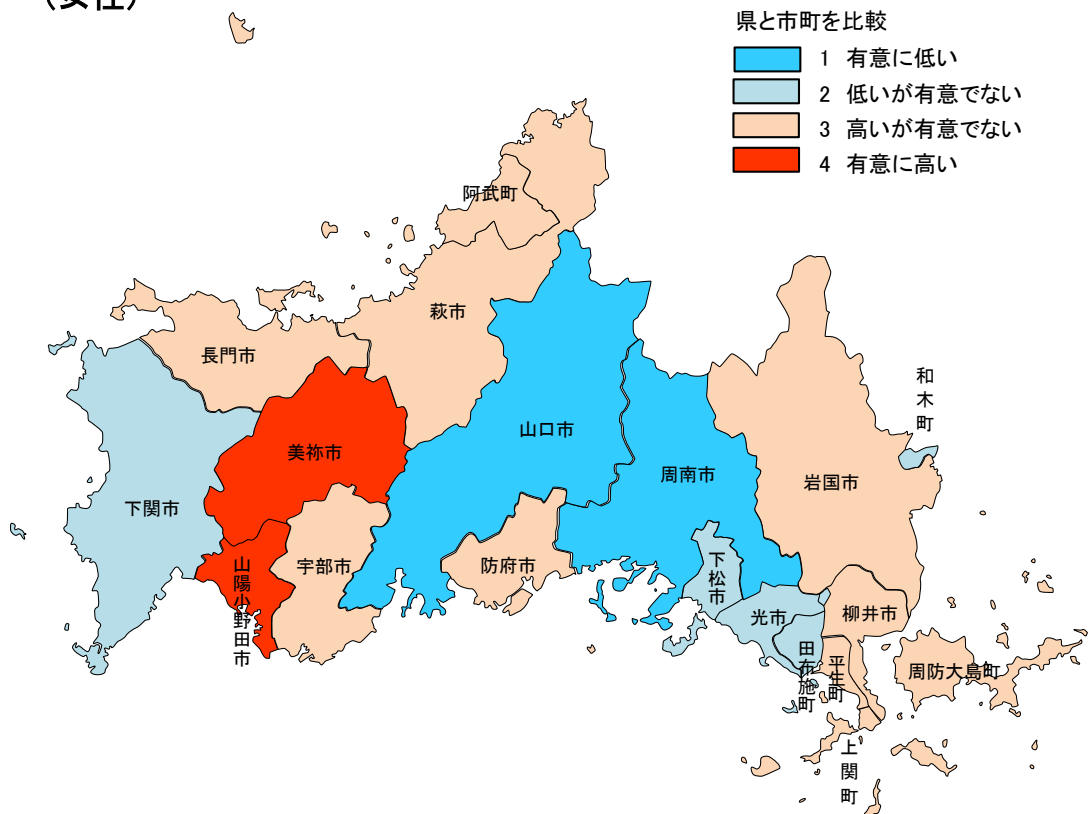 （女性）
県と市町を比較
1 有意に低い
2 低いが有意でない
3 高いが有意でない
4 有意に高い
阿武町
萩市
長門市
和木町
山口市
美祢市
周南市
岩国市
下関市
宇部市
防府市
下松市
山陽小野田市
光市
柳井市
田布施町
平生町
周防大島町
上関町